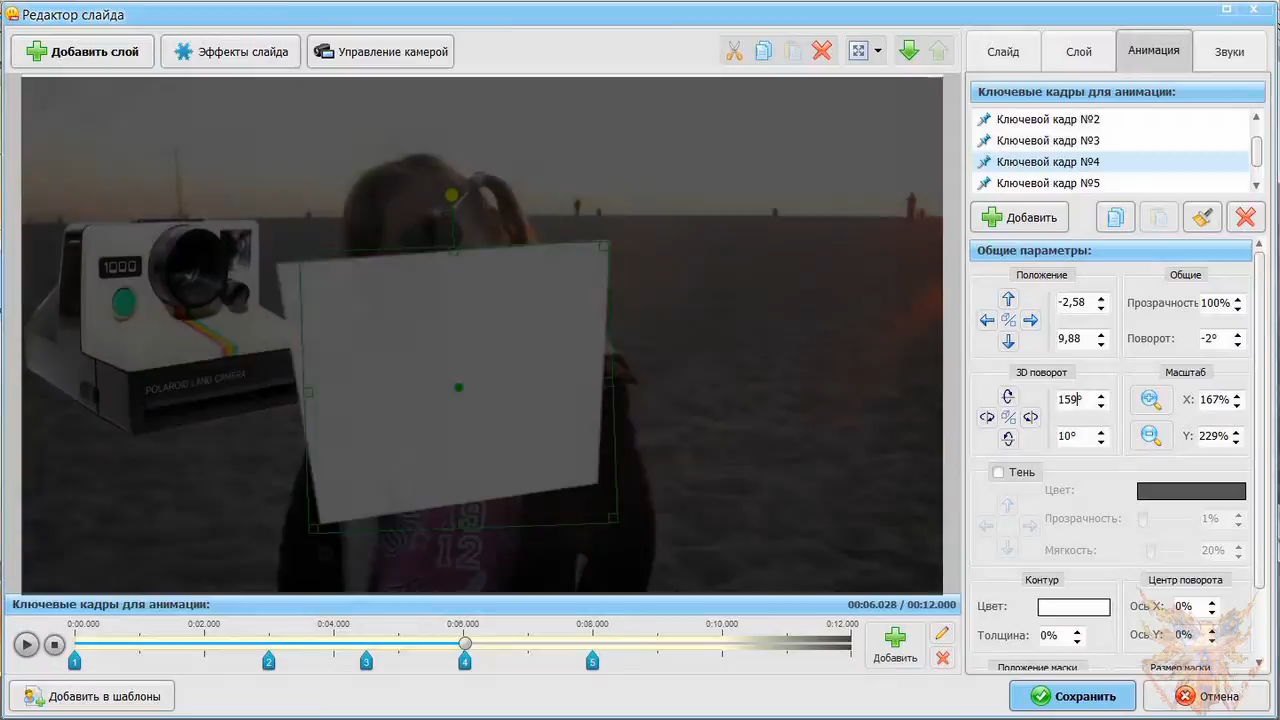 Редактор слайда
Добавить слой
Эффекты слайда
Управление камерой
Слайд
Слой
Анимация
Звуки
Ключевые кадры для анимации:
Ключевой кадр №2
Ключевой кадр №3
Ключевой кадр №4
Ключевой кадр №5
Добавить
Общие параметры:
Положение
Общие
-2,58
Прозрачность
100%
9,88
Поворот:
-2°
3D поворот
Масштаб
159°
X: 167%
10°
Y: 229%
Тень
Цвет:
Прозрачность:
1%
Мягкость:
20%
Контур
Центр поворота
Цвет:
Ось X:
0%
Толщина:
0%
Ось Y:
0%
Положение маски
Размер маски
1000
POLAROID LAND CAMERA
19
12
Ключевые кадры для анимации:
00:06.028 / 00:12.000
0:00.000
0:02.000
0:04.000
0:06.000
0:08.000
0:10.000
0:12.000
1
2
3
4
5
Добавить
Добавить в шаблоны
Сохранить
Отмена